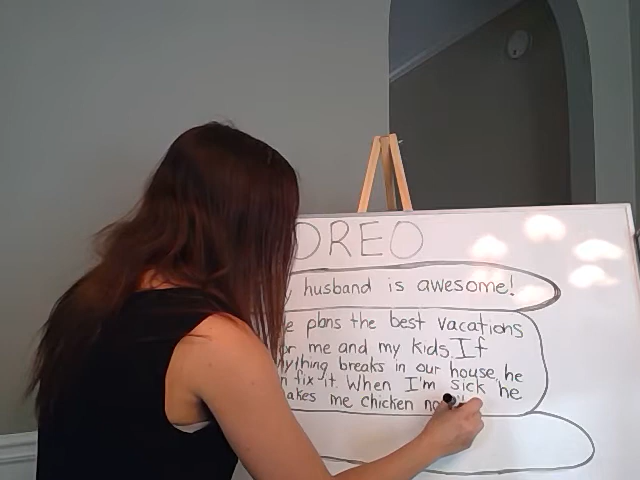 OREO
husband is awesome!
plans the best vacations
me and my kids. If
breaks in our house, he
fix it. When I'm sick he
me chicken